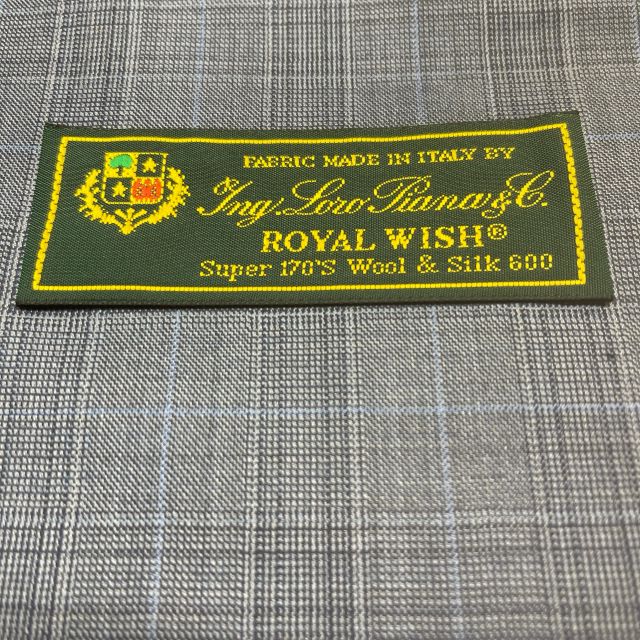 FABRIC MADE IN ITALY BY
Ing. Loro Piana & C.
ROYAL WISH®
Super 170'S Wool & Silk 600